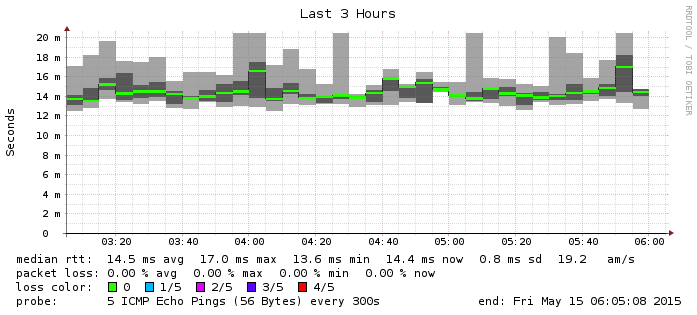 Last 3 Hours
RRDTOOL / TOBI OETIKER
Seconds
20 m
18 m
16 m
14 m
12 m
10 m
8 m
6 m
4 m
2 m
0
03:20 03:40 04:00 04:20 04:40 05:00 05:20 05:40 06:00
median rtt: 14.5 ms avg 17.0 ms max 13.6 ms min 14.4 ms now 0.8 ms sd 19.2 am/s
packet loss: 0.00 % avg 0.00 % max 0.00 % min 0.00 % now
loss color: 0 1/5 2/5 3/5 4/5
probe: 5 ICMP Echo Pings (56 Bytes) every 300s end: Fri May 15 06:05:08 2015